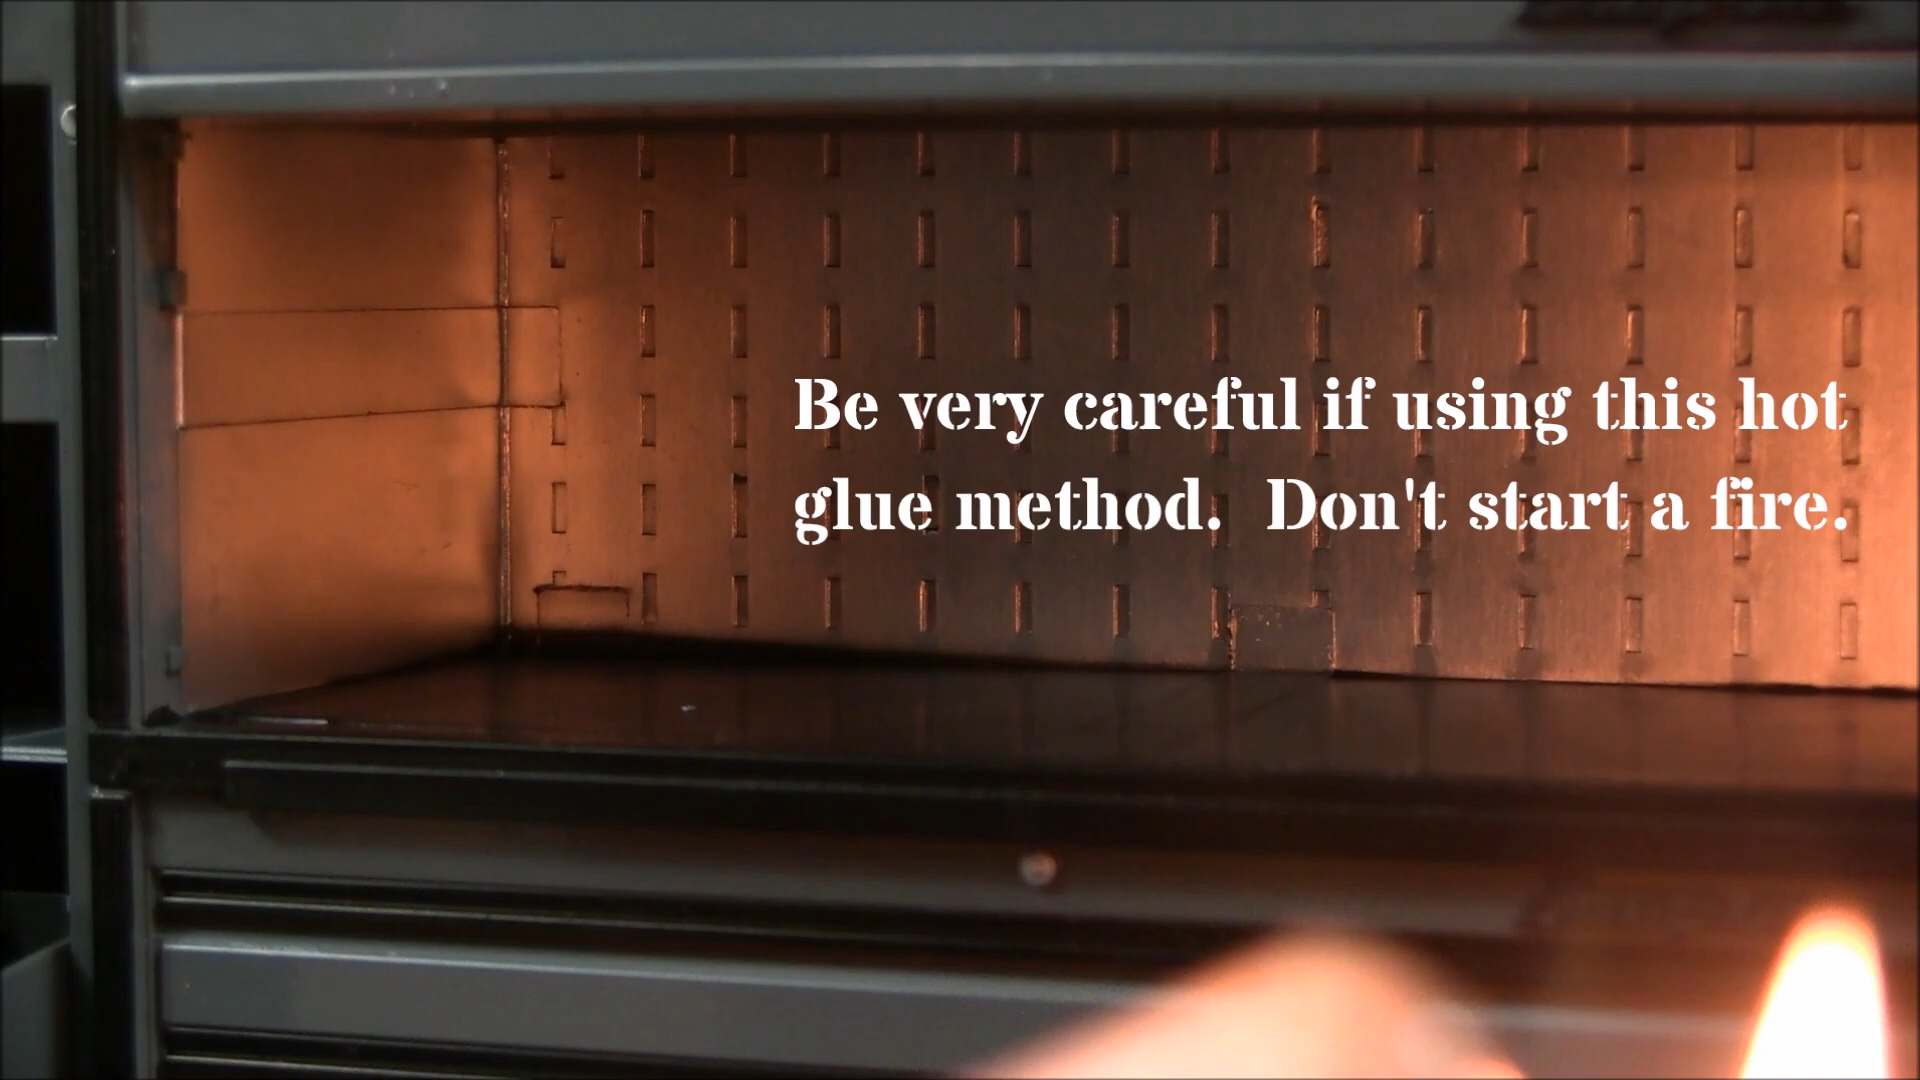 Be very careful if using this hot
glue method. Don't start a fire.